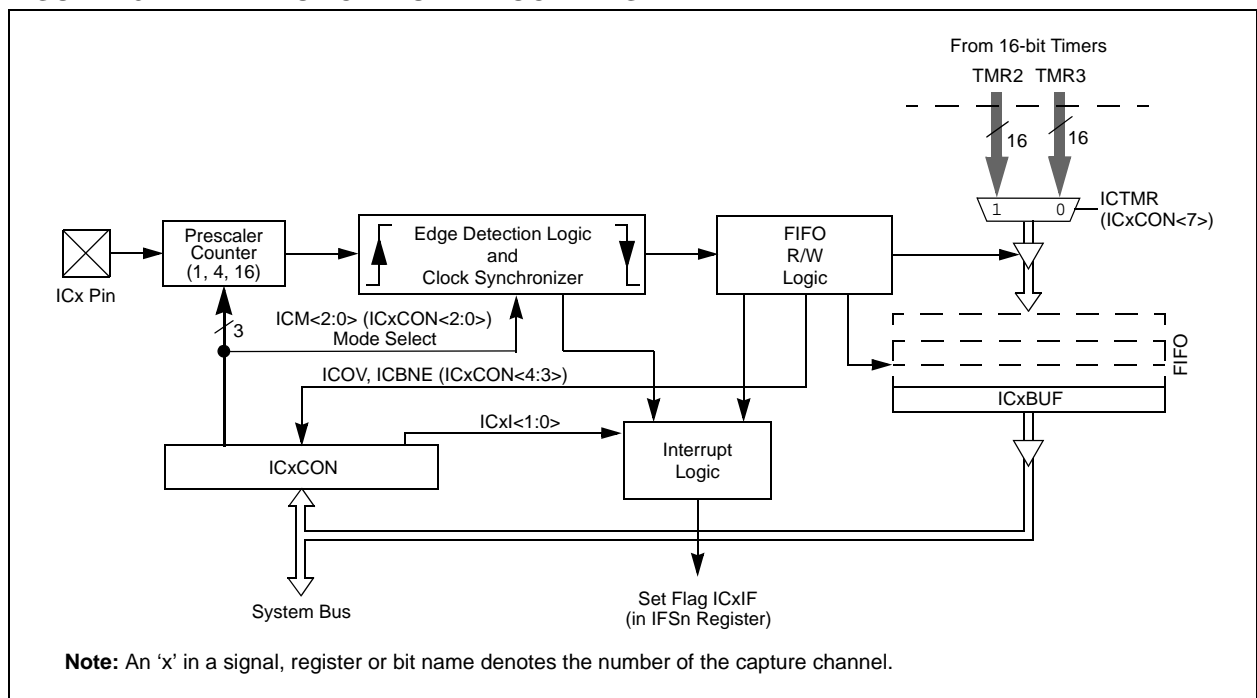 From 16-bit Timers
TMR2 TMR3
16
16
1
0
ICTMR
(ICxCON<7>)
ICx Pin
Prescaler
Counter
(1, 4, 16)
Edge Detection Logic
and
Clock Synchronizer
FIFO
R/W
Logic
3
ICM<2:0> (ICxCON<2:0>)
Mode Select
ICOV, ICBNE (ICxCON<4:3>)
FIFO
ICxBUF
ICxI<1:0>
ICxCON
Interrupt
Logic
System Bus
Set Flag ICxIF
(in IFSn Register)
Note: An ‘x’ in a signal, register or bit name denotes the number of the capture channel.